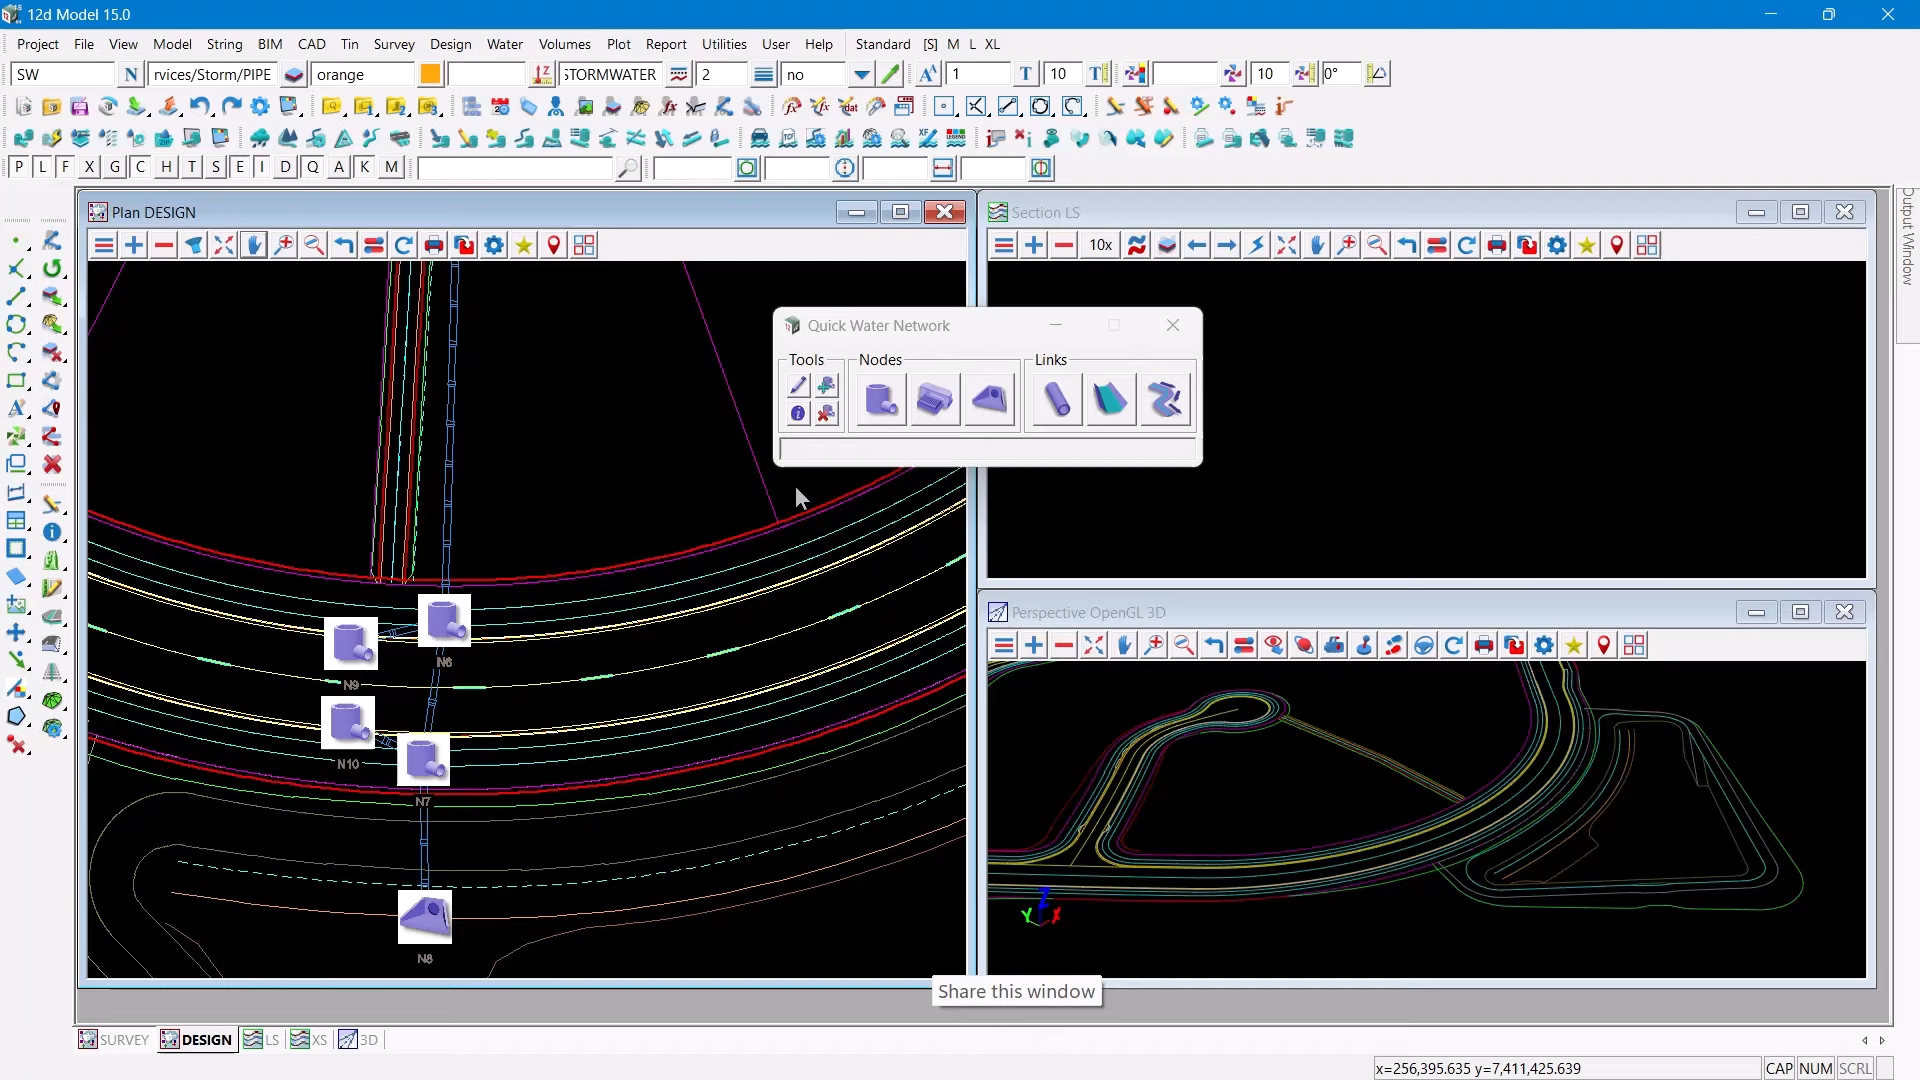 12d Model 15.0
Project File View Model String BIM CAD Tin Survey Design Water Volumes Plot Report Utilities User Help Standard [S] M L XL
SW N rvices/Storm/PIPE orange STORMWATER 2 no 1 T 10 T 10 0°
P L F X G C H T S E I D Q A K M
Output Window
Plan DESIGN
Section LS
10x
Quick Water Network
Tools Nodes Links
N6
N9
N10
N7
N8
Perspective OpenGL 3D
Z
Y X
Share this window
SURVEY DESIGN LS XS 3D
x=256,395.635 y=7,411,425.639 CAP NUM SCRL